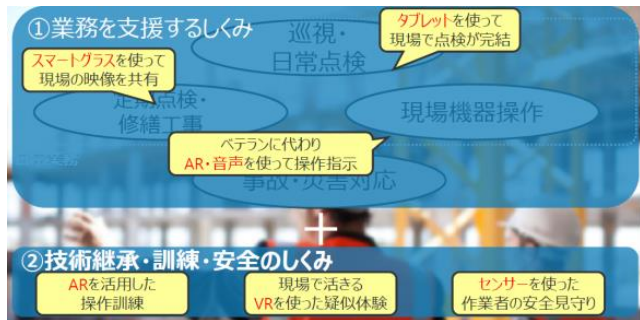 ①業務を支援するしくみ
巡視・
日常点検
タブレットを使って
現場で点検が完結
スマートグラスを使って
現場の映像を共有
定期点検・
修繕工事
現場機器操作
ベテランに代わり
AR・音声を使って操作指示
事故・災害対応
＋
②技術継承・訓練・安全のしくみ
ARを活用した
操作訓練
現場で活きる
VRを使った疑似体験
センサーを使った
作業者の安全見守り